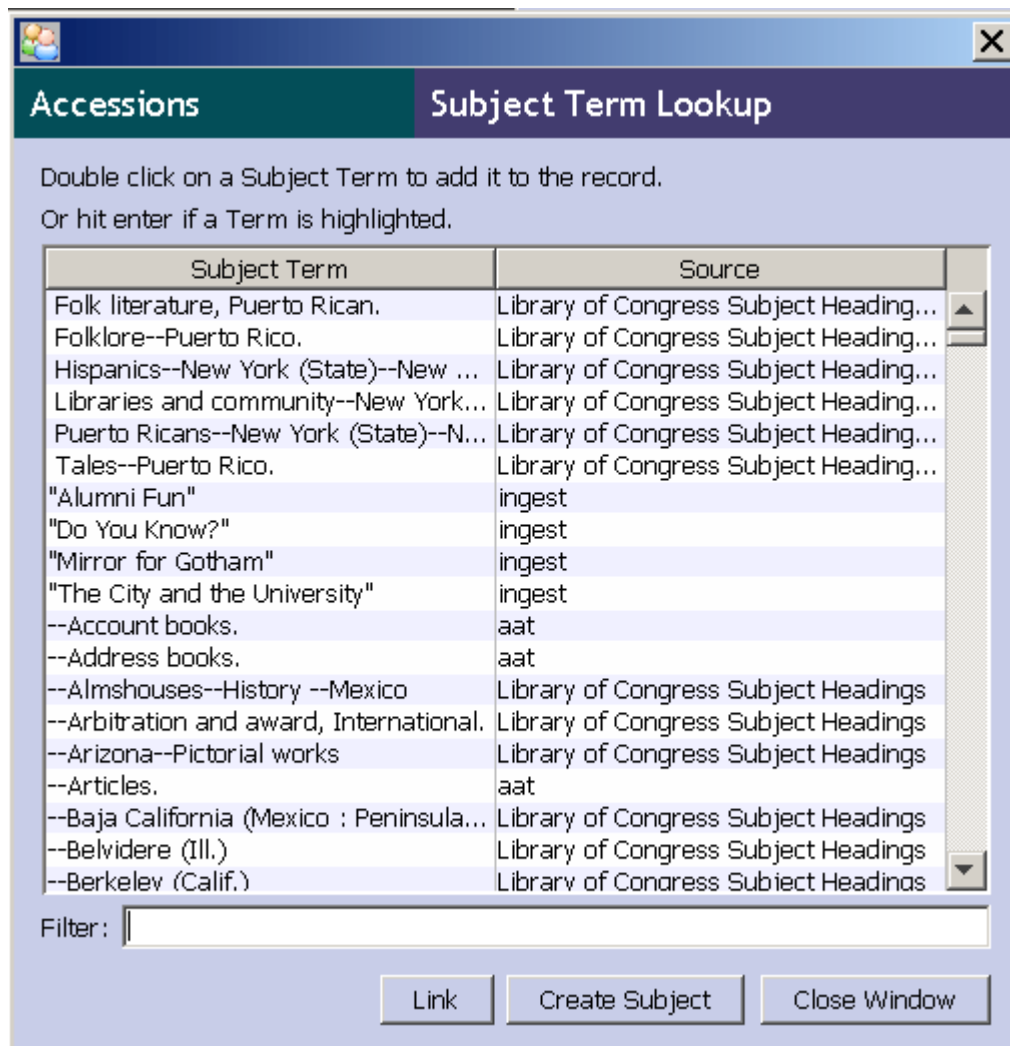 Accessions Subject Term Lookup
Double click on a Subject Term to add it to the record.
Or hit enter if a Term is highlighted.
Subject Term Source
Folk literature, Puerto Rican. Library of Congress Subject Heading...
Folklore--Puerto Rico. Library of Congress Subject Heading...
Hispanics--New York (State)--New ... Library of Congress Subject Heading...
Libraries and community--New York... Library of Congress Subject Heading...
Puerto Ricans--New York (State)--N... Library of Congress Subject Heading...
Tales--Puerto Rico. Library of Congress Subject Heading...
"Alumni Fun" ingest
"Do You Know?" ingest
"Mirror for Gotham" ingest
"The City and the University" ingest
--Account books. aat
--Address books. aat
--Almshouses--History --Mexico Library of Congress Subject Headings
--Arbitration and award, International. Library of Congress Subject Headings
--Arizona--Pictorial works Library of Congress Subject Headings
--Articles. aat
--Baja California (Mexico : Peninsula... Library of Congress Subject Headings
--Belvidere (Ill.) Library of Congress Subject Headings
--Berkeley (Calif.) Library of Congress Subject Headings
Filter:
Link Create Subject Close Window